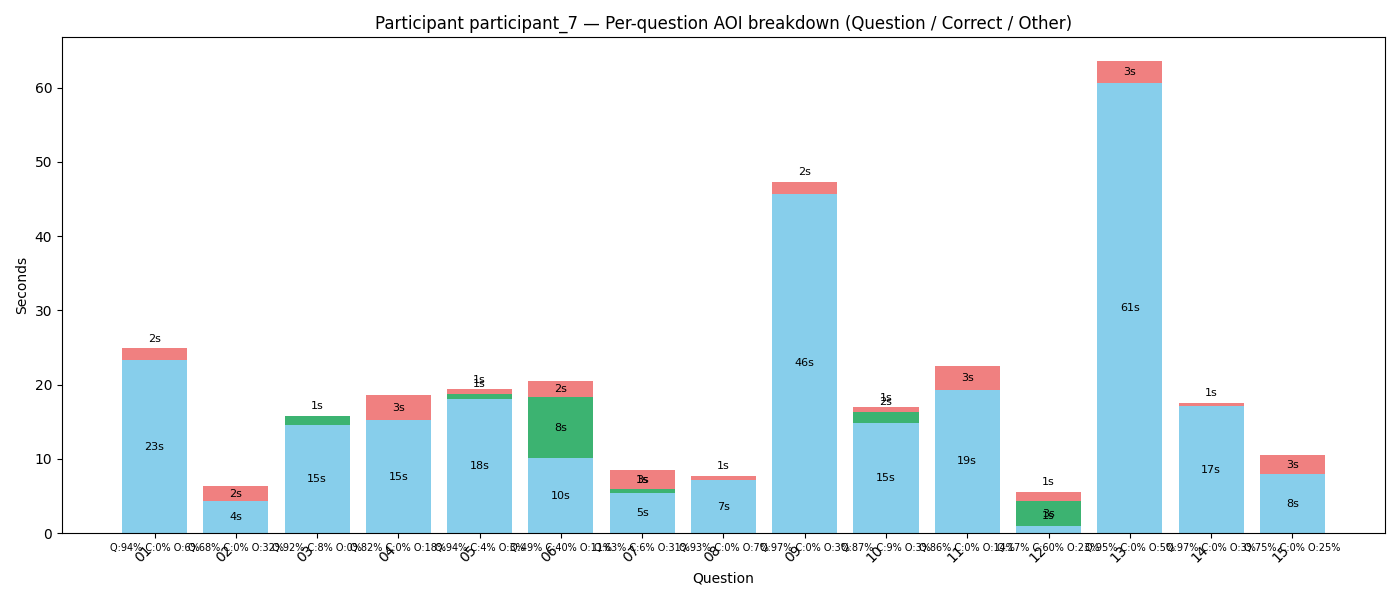 Participant participant_7 — Per-question AOI breakdown (Question / Correct / Other)
Seconds
60
50
40
30
20
10
0
2s
23s
2s
4s
1s
15s
3s
15s
1s
1s
18s
2s
8s
10s
3s
5s
1s
7s
2s
46s
1s
2s
15s
3s
19s
1s
3s
1s
3s
61s
1s
17s
3s
8s
Q:94% C:0% O:6%
Q:68% C:0% O:32%
Q:92% C:8% O:0%
Q:82% C:0% O:18%
Q:94% C:4% O:3%
Q:49% C:40% O:11%
Q:63% C:6% O:31%
Q:93% C:0% O:7%
Q:97% C:0% O:3%
Q:87% C:9% O:3%
Q:86% C:0% O:14%
Q:17% C:60% O:23%
Q:95% C:0% O:5%
Q:97% C:0% O:3%
Q:75% C:0% O:25%
01
02
03
04
05
06
07
08
09
10
11
12
13
14
15
Question